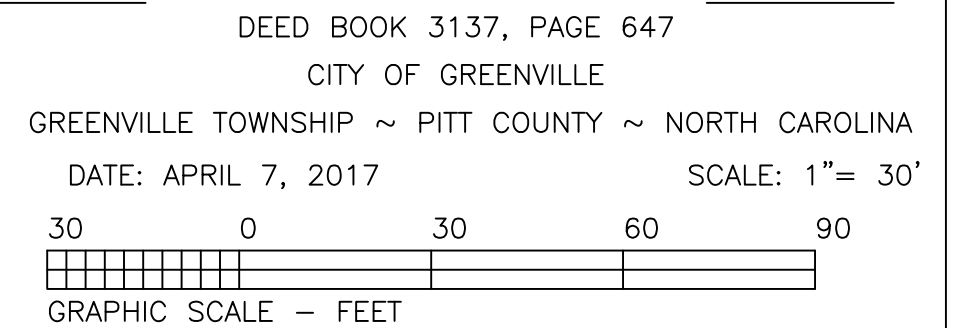 DEED BOOK 3137, PAGE 647
CITY OF GREENVILLE
GREENVILLE TOWNSHIP ~ PITT COUNTY ~ NORTH CAROLINA
DATE: APRIL 7, 2017 SCALE: 1"= 30'
30 0 30 60 90
GRAPHIC SCALE – FEET